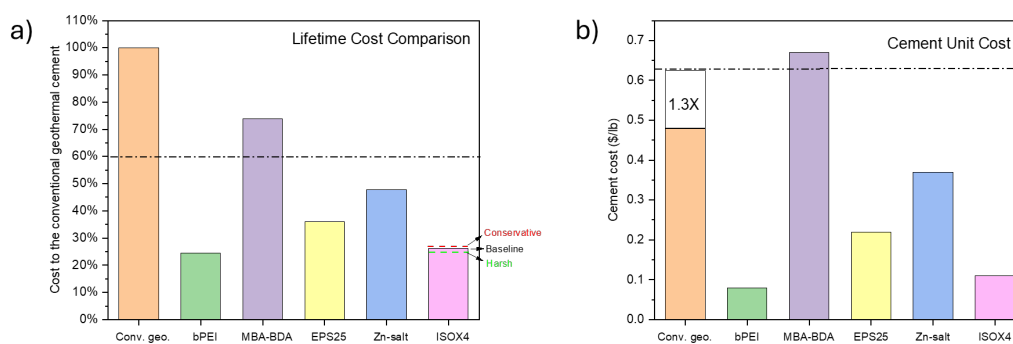 a)
Lifetime Cost Comparison
Cost to the conventional geothermal cement
110%
100%
90%
80%
70%
60%
50%
40%
30%
20%
10%
0%
Conservative
Baseline
Harsh
Conv. geo. bPEI MBA-BDA EPS25 Zn-salt ISOX4
b)
Cement Unit Cost
Cement cost ($/lb)
0.7
0.6
0.5
0.4
0.3
0.2
0.1
0.0
1.3X
Conv. geo. bPEI MBA-BDA EPS25 Zn-salt ISOX4